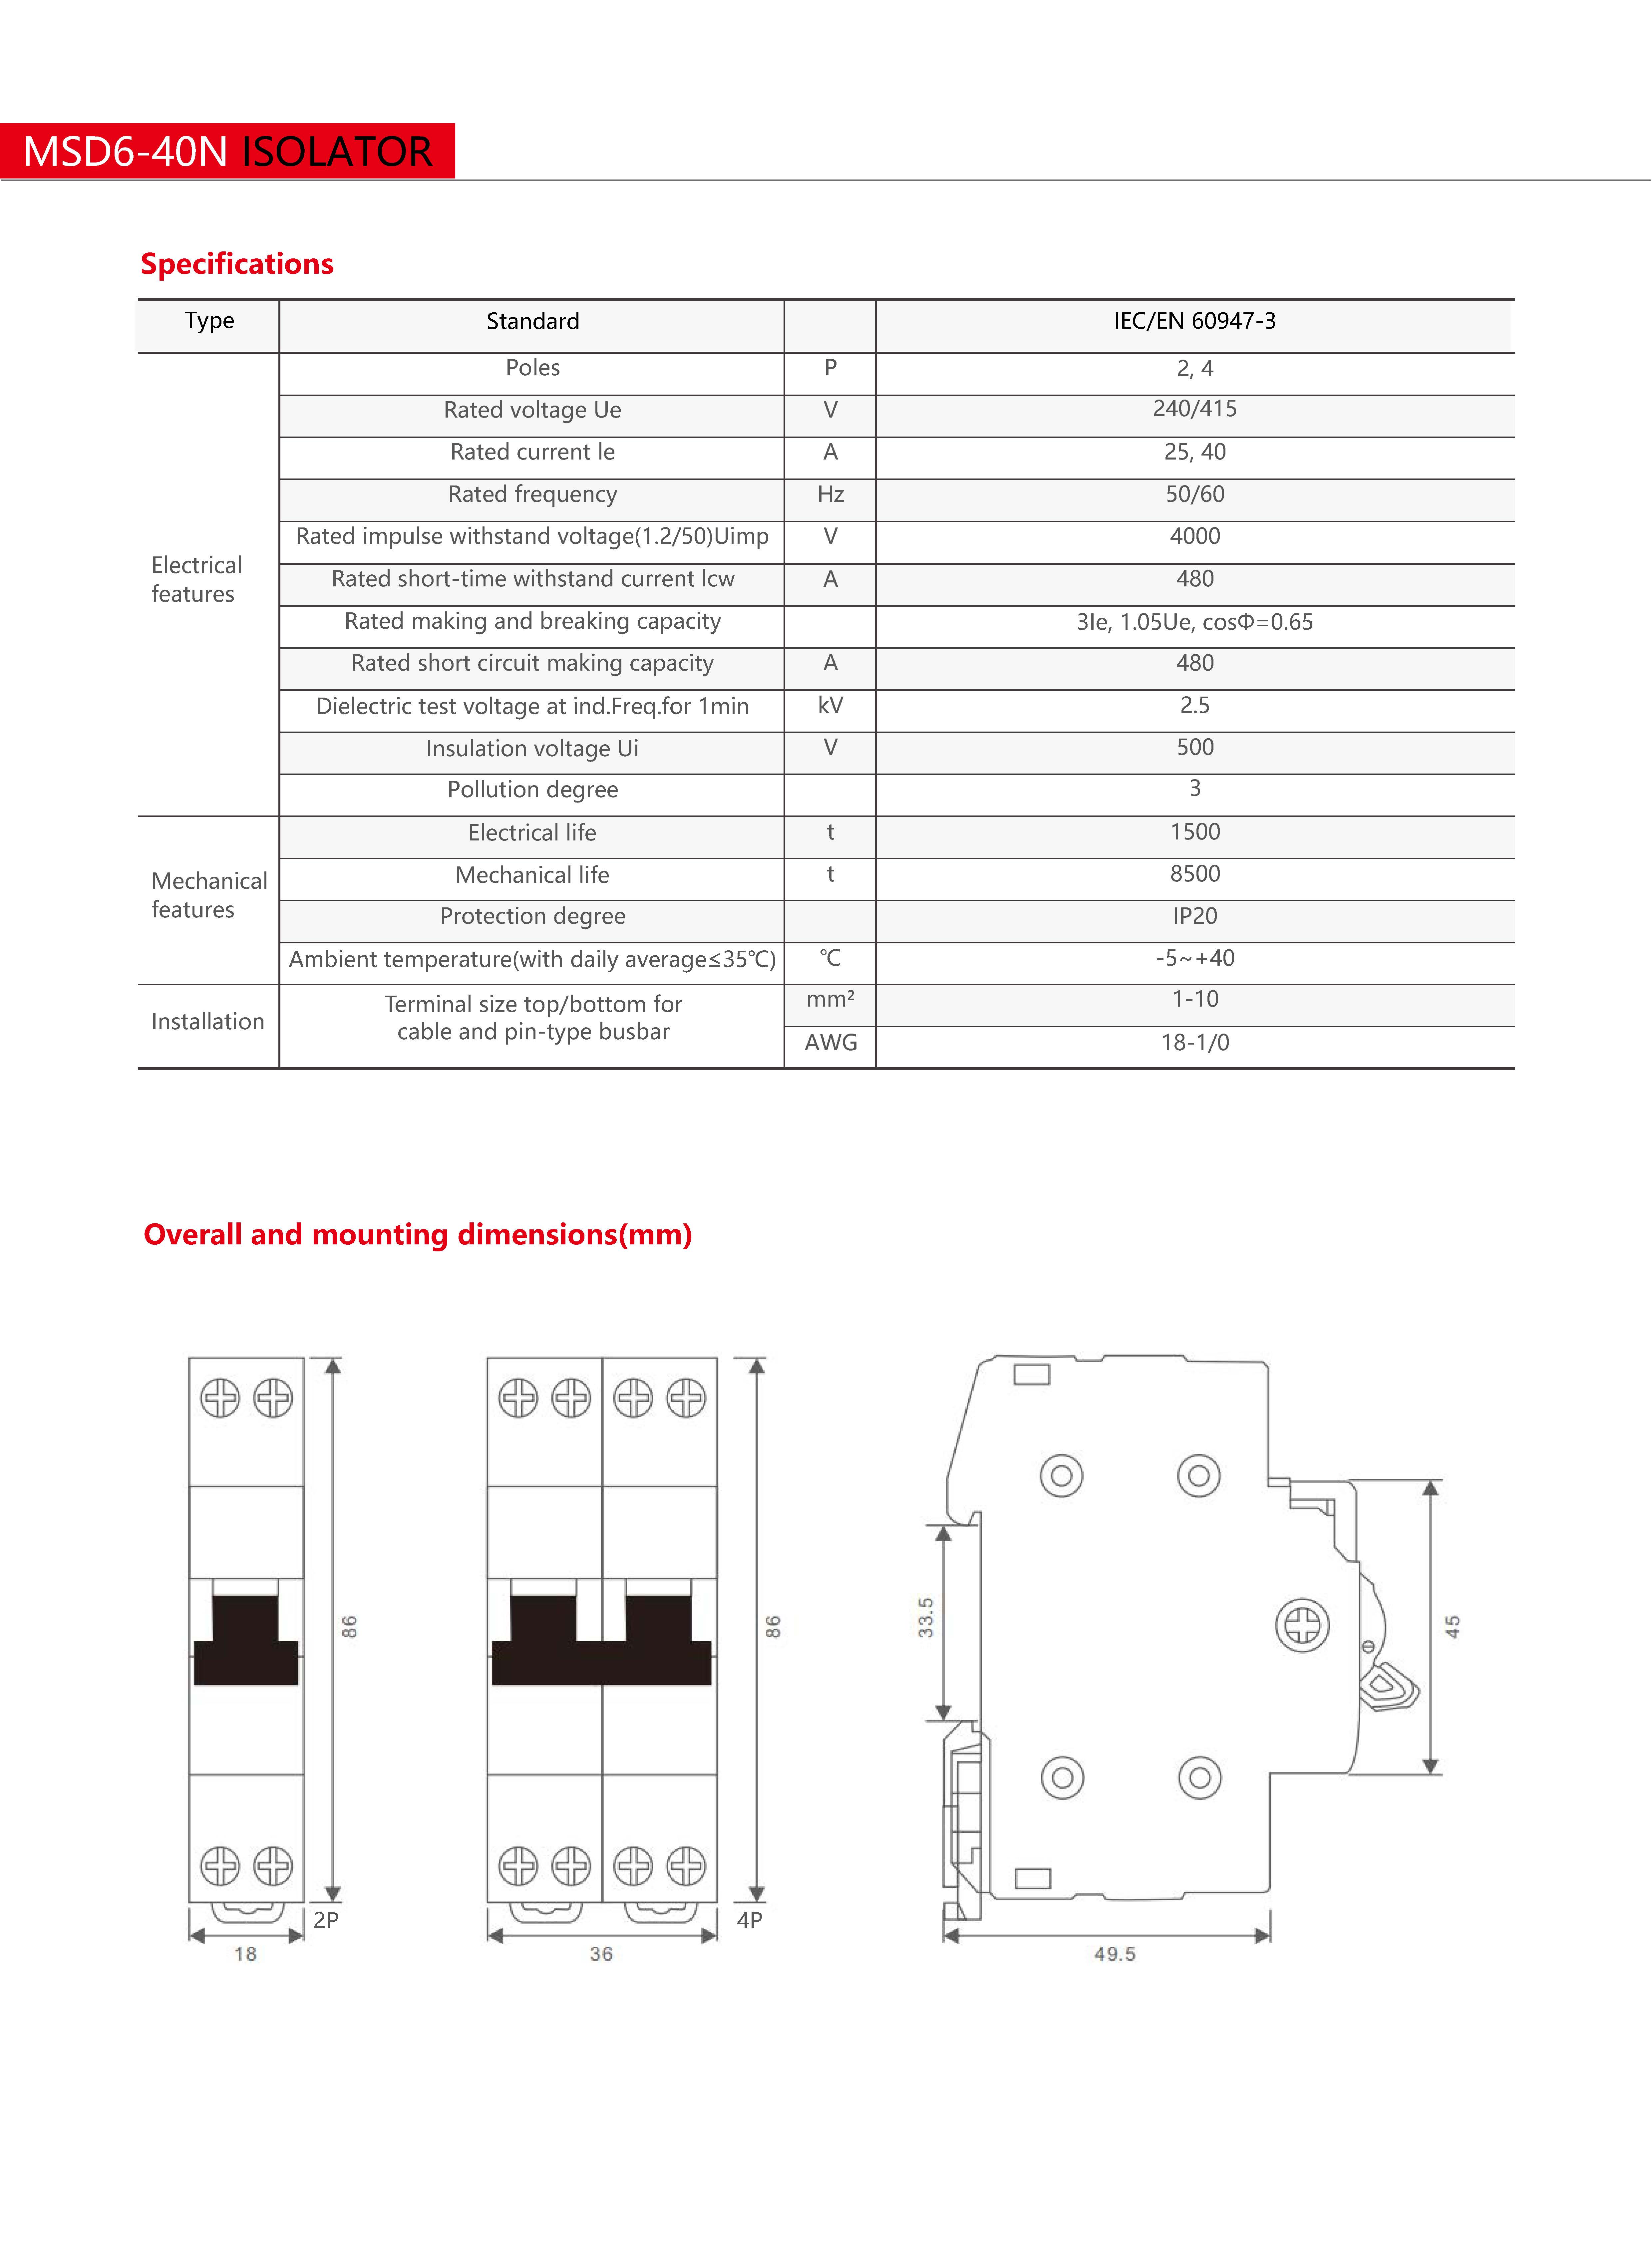 MSD6-40N ISOLATOR
Specifications
Type Standard IEC/EN 60947-3
Electrical features
Poles P 2, 4
Rated voltage Ue V 240/415
Rated current le A 25, 40
Rated frequency Hz 50/60
Rated impulse withstand voltage(1.2/50)Uimp V 4000
Rated short-time withstand current lcw A 480
Rated making and breaking capacity 3Ie, 1.05Ue, cosΦ=0.65
Rated short circuit making capacity A 480
Dielectric test voltage at ind.Freq.for 1min kV 2.5
Insulation voltage Ui V 500
Pollution degree 3
Mechanical features
Electrical life t 1500
Mechanical life t 8500
Protection degree IP20
Ambient temperature(with daily average≤35℃) ℃ -5~+40
Installation
Terminal size top/bottom for
cable and pin-type busbar
mm² 1-10
AWG 18-1/0
Overall and mounting dimensions(mm)
86
2P
18
86
4P
36
33.5
45
49.5